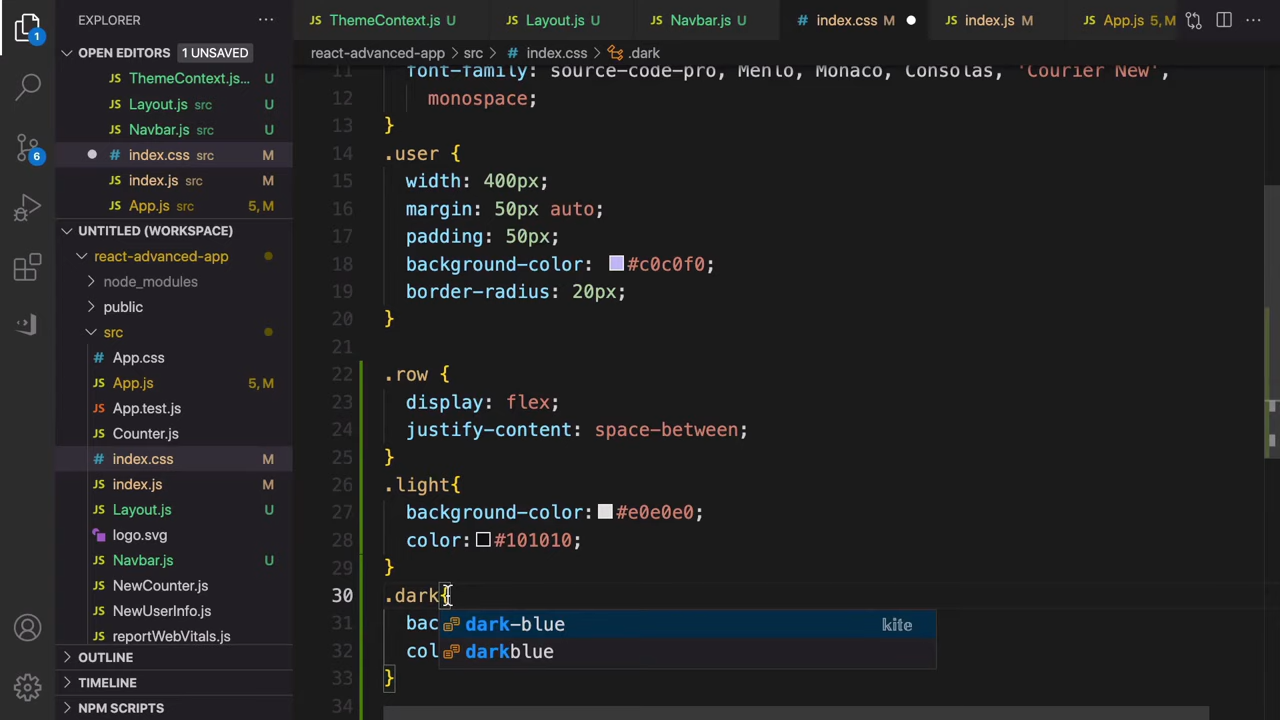 EXPLORER
ThemeContext.js U
Layout.js U
Navbar.js U
index.css M
index.js M
App.js 5, M
OPEN EDITORS 1 UNSAVED
react-advanced-app > src > # index.css > .dark
ThemeContext.js... U
Layout.js src U
Navbar.js src U
index.css src M
index.js src M
App.js src 5, M
UNTITLED (WORKSPACE)
react-advanced-app
node_modules
public
src
App.css
App.js 5, M
App.test.js
Counter.js
index.css M
index.js M
Layout.js U
logo.svg
Navbar.js U
NewCounter.js
NewUserInfo.js
reportWebVitals.js
OUTLINE
TIMELINE
NPM SCRIPTS
1
6
11 font-family: source-code-pro, Menlo, Monaco, Consolas, 'Courier New',
12 monospace;
13 }
14 .user {
15 width: 400px;
16 margin: 50px auto;
17 padding: 50px;
18 background-color: #c0c0f0;
19 border-radius: 20px;
20 }
21
22 .row {
23 display: flex;
24 justify-content: space-between;
25 }
26 .light{
27 background-color: #e0e0e0;
28 color: #101010;
29 }
30 .dark{
31 bac
32 col
33 }
34
dark-blue kite
darkblue